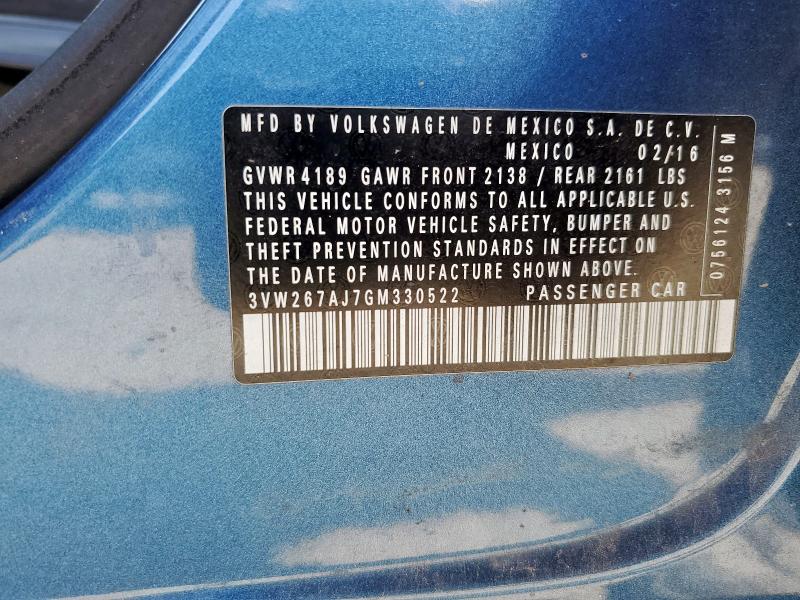 MFD BY VOLKSWAGEN DE MEXICO S.A. DE C.V.
MEXICO 02/16
GVWR 4189 GAWR FRONT 2138 / REAR 2161 LBS
THIS VEHICLE CONFORMS TO ALL APPLICABLE U.S.
FEDERAL MOTOR VEHICLE SAFETY, BUMPER AND
THEFT PREVENTION STANDARDS IN EFFECT ON
THE DATE OF MANUFACTURE SHOWN ABOVE.
3VW267AJ7GM330522 PASSENGER CAR
0756124 3156 M